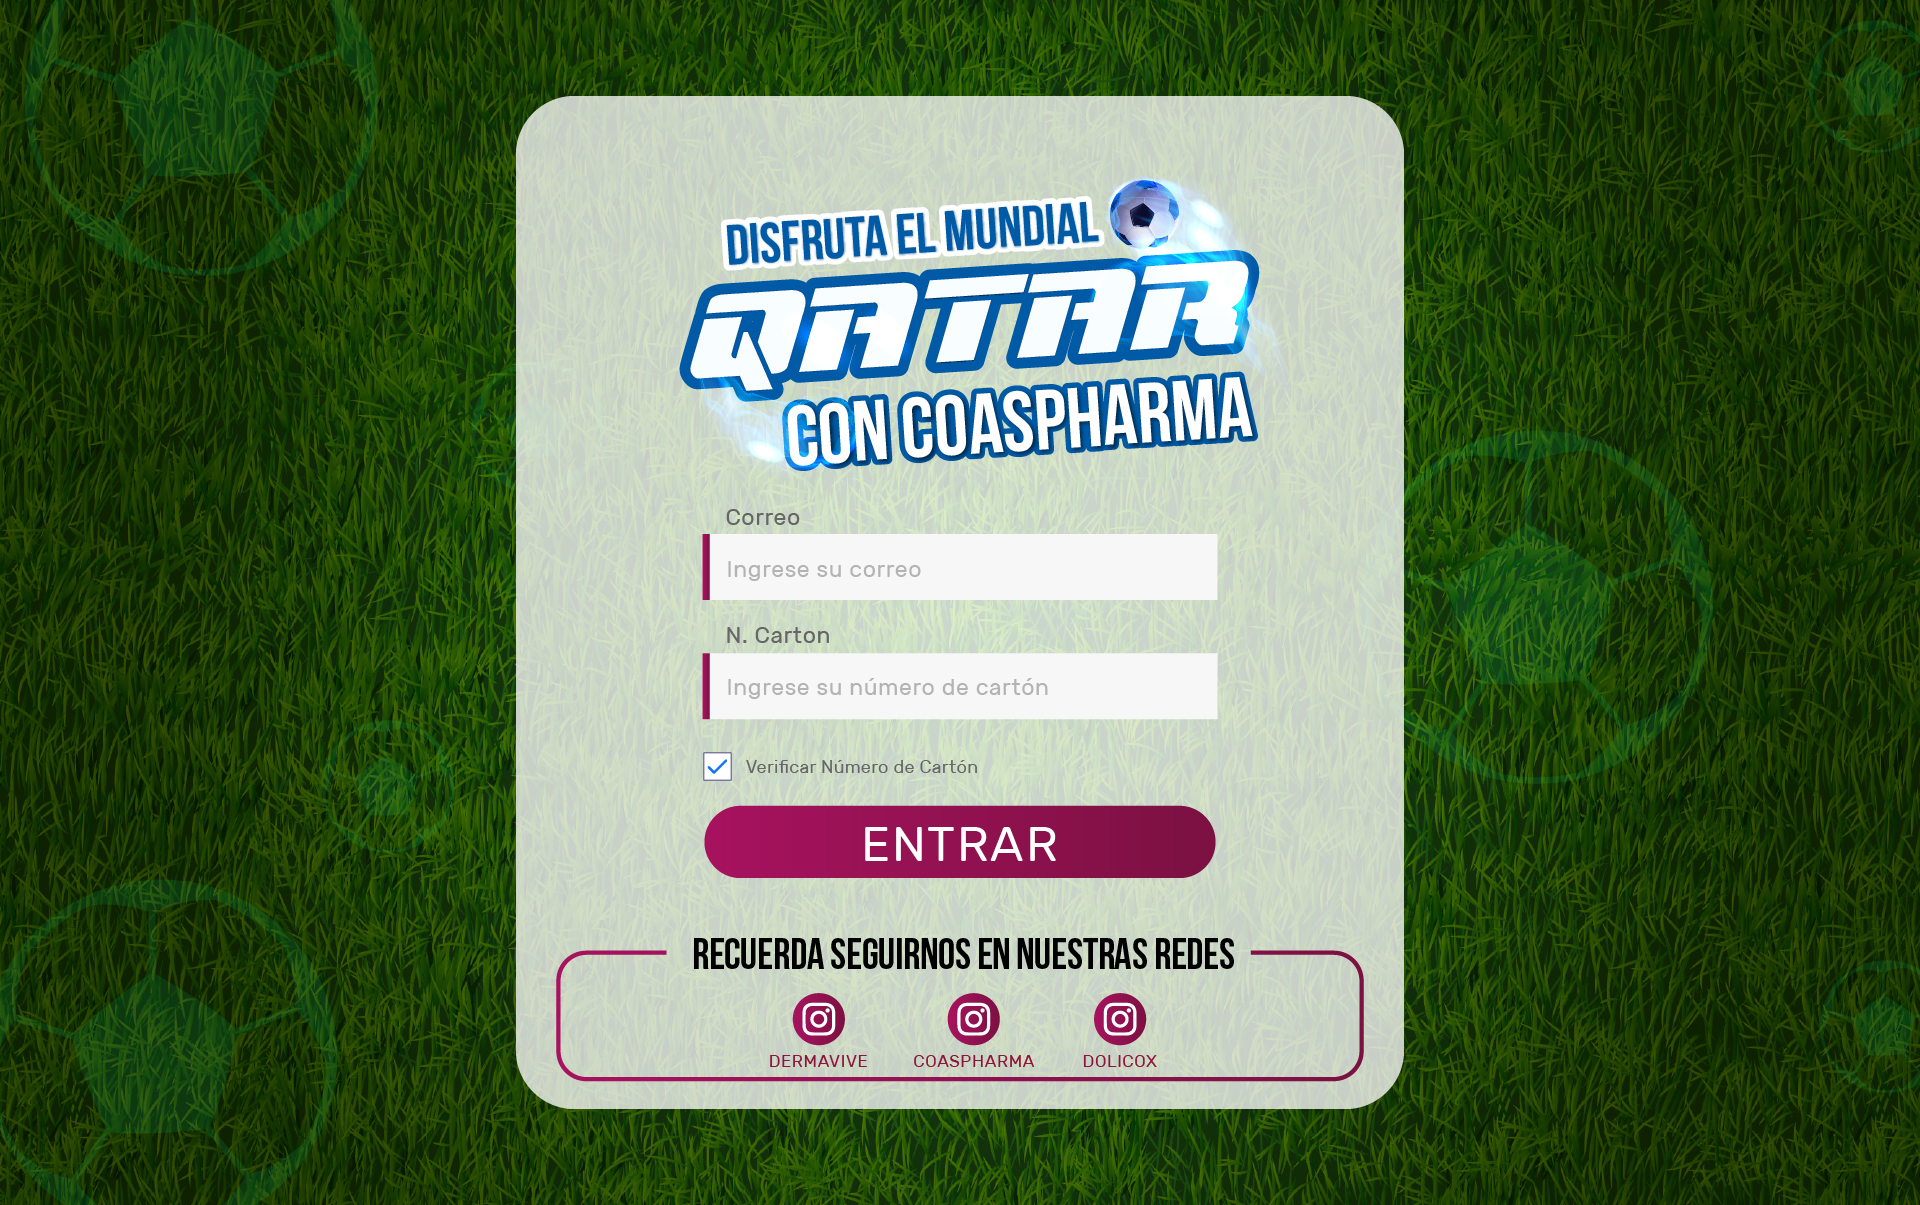 DISFRUTA EL MUNDIAL
QATAR
CON COASPHARMA
Correo
Ingrese su correo
N. Carton
Ingrese su número de cartón
Verificar Número de Cartón
ENTRAR
RECUERDA SEGUIRNOS EN NUESTRAS REDES
DERMAVIVE COASPHARMA DOLICOX